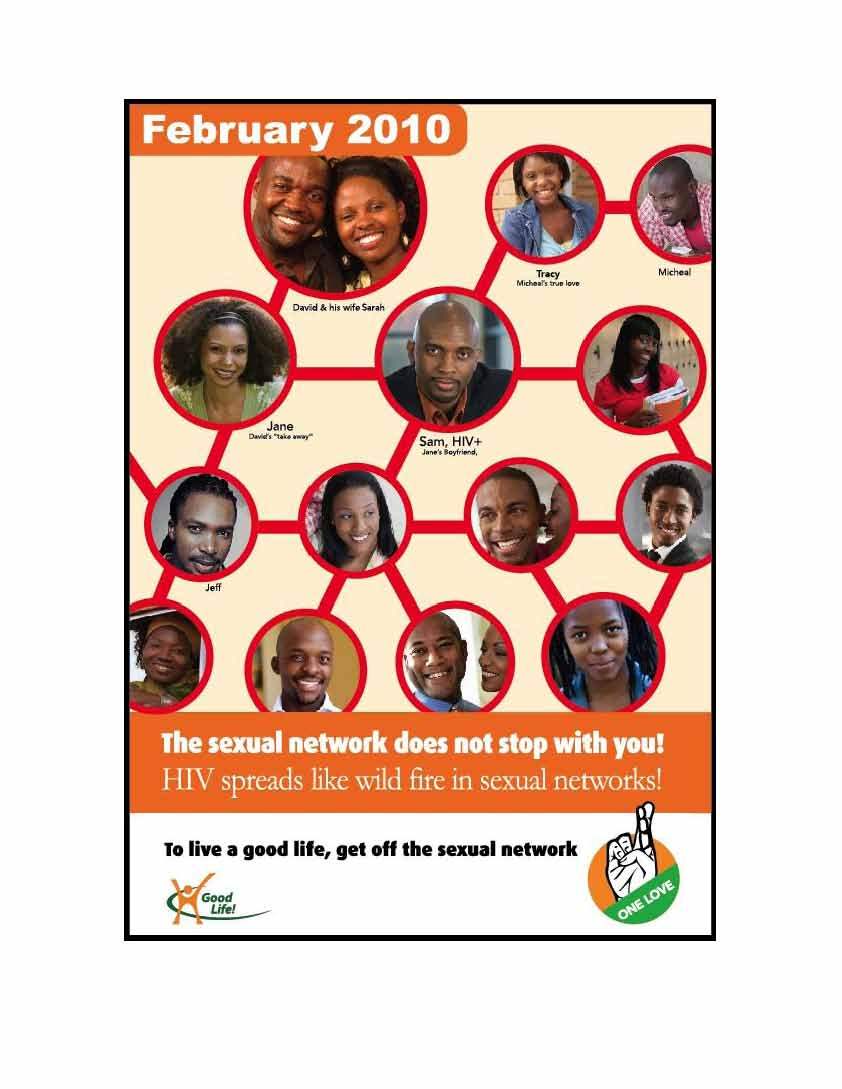 February 2010
David & his wife Sarah
Tracy
Micheal's true love
Micheal
Jane
David's "take away"
Sam, HIV+
Jane's Boyfriend,
Jeff
The sexual network does not stop with you!
HIV spreads like wild fire in sexual networks!
To live a good life, get off the sexual network
Good
Life!
ONE LOVE